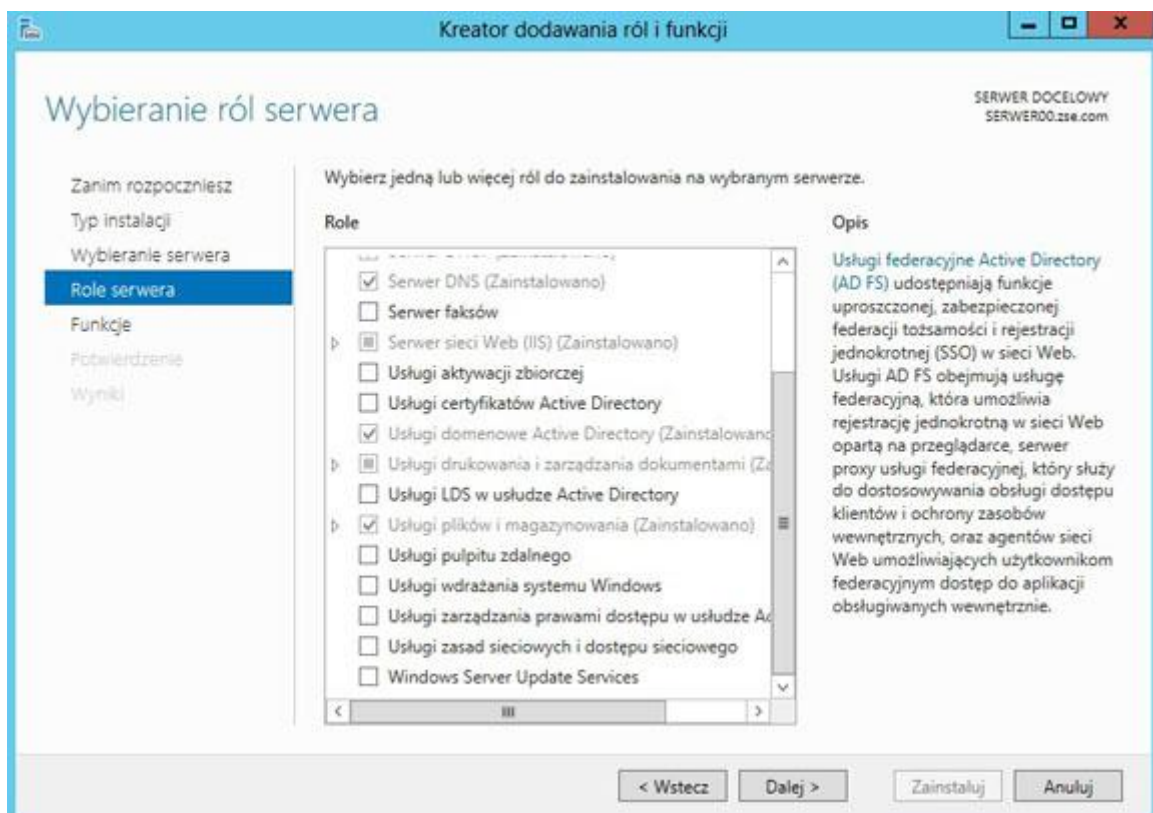 Kreator dodawania ról i funkcji
Wybieranie ról serwera
SERWER DOCELOWY
SERWER00.zse.com
Zanim rozpoczniesz
Typ instalacji
Wybieranie serwera
Role serwera
Funkcje
Potwierdzenie
Wyniki
Wybierz jedną lub więcej ról do zainstalowania na wybranym serwerze.
Role
Serwer DNS (Zainstalowano)
Serwer faksów
Serwer sieci Web (IIS) (Zainstalowano)
Usługi aktywacji zbiorczej
Usługi certyfikatów Active Directory
Usługi domenowe Active Directory (Zainstalowano
Usługi drukowania i zarządzania dokumentami (Za
Usługi LDS w usłudze Active Directory
Usługi plików i magazynowania (Zainstalowano)
Usługi pulpitu zdalnego
Usługi wdrażania systemu Windows
Usługi zarządzania prawami dostępu w usłudze Ac
Usługi zasad sieciowych i dostępu sieciowego
Windows Server Update Services
Opis
Usługi federacyjne Active Directory
(AD FS) udostępniają funkcje
uproszczonej, zabezpieczonej
federacji tożsamości i rejestracji
jednokrotnej (SSO) w sieci Web.
Usługi AD FS obejmują usługę
federacyjną, która umożliwia
rejestrację jednokrotną w sieci Web
opartą na przeglądarce, serwer
proxy usługi federacyjnej, który służy
do dostosowywania obsługi dostępu
klientów i ochrony zasobów
wewnętrznych, oraz agentów sieci
Web umożliwiających użytkownikom
federacyjnym dostęp do aplikacji
obsługiwanych wewnętrznie.
< Wstecz
Dalej >
Zainstaluj
Anuluj